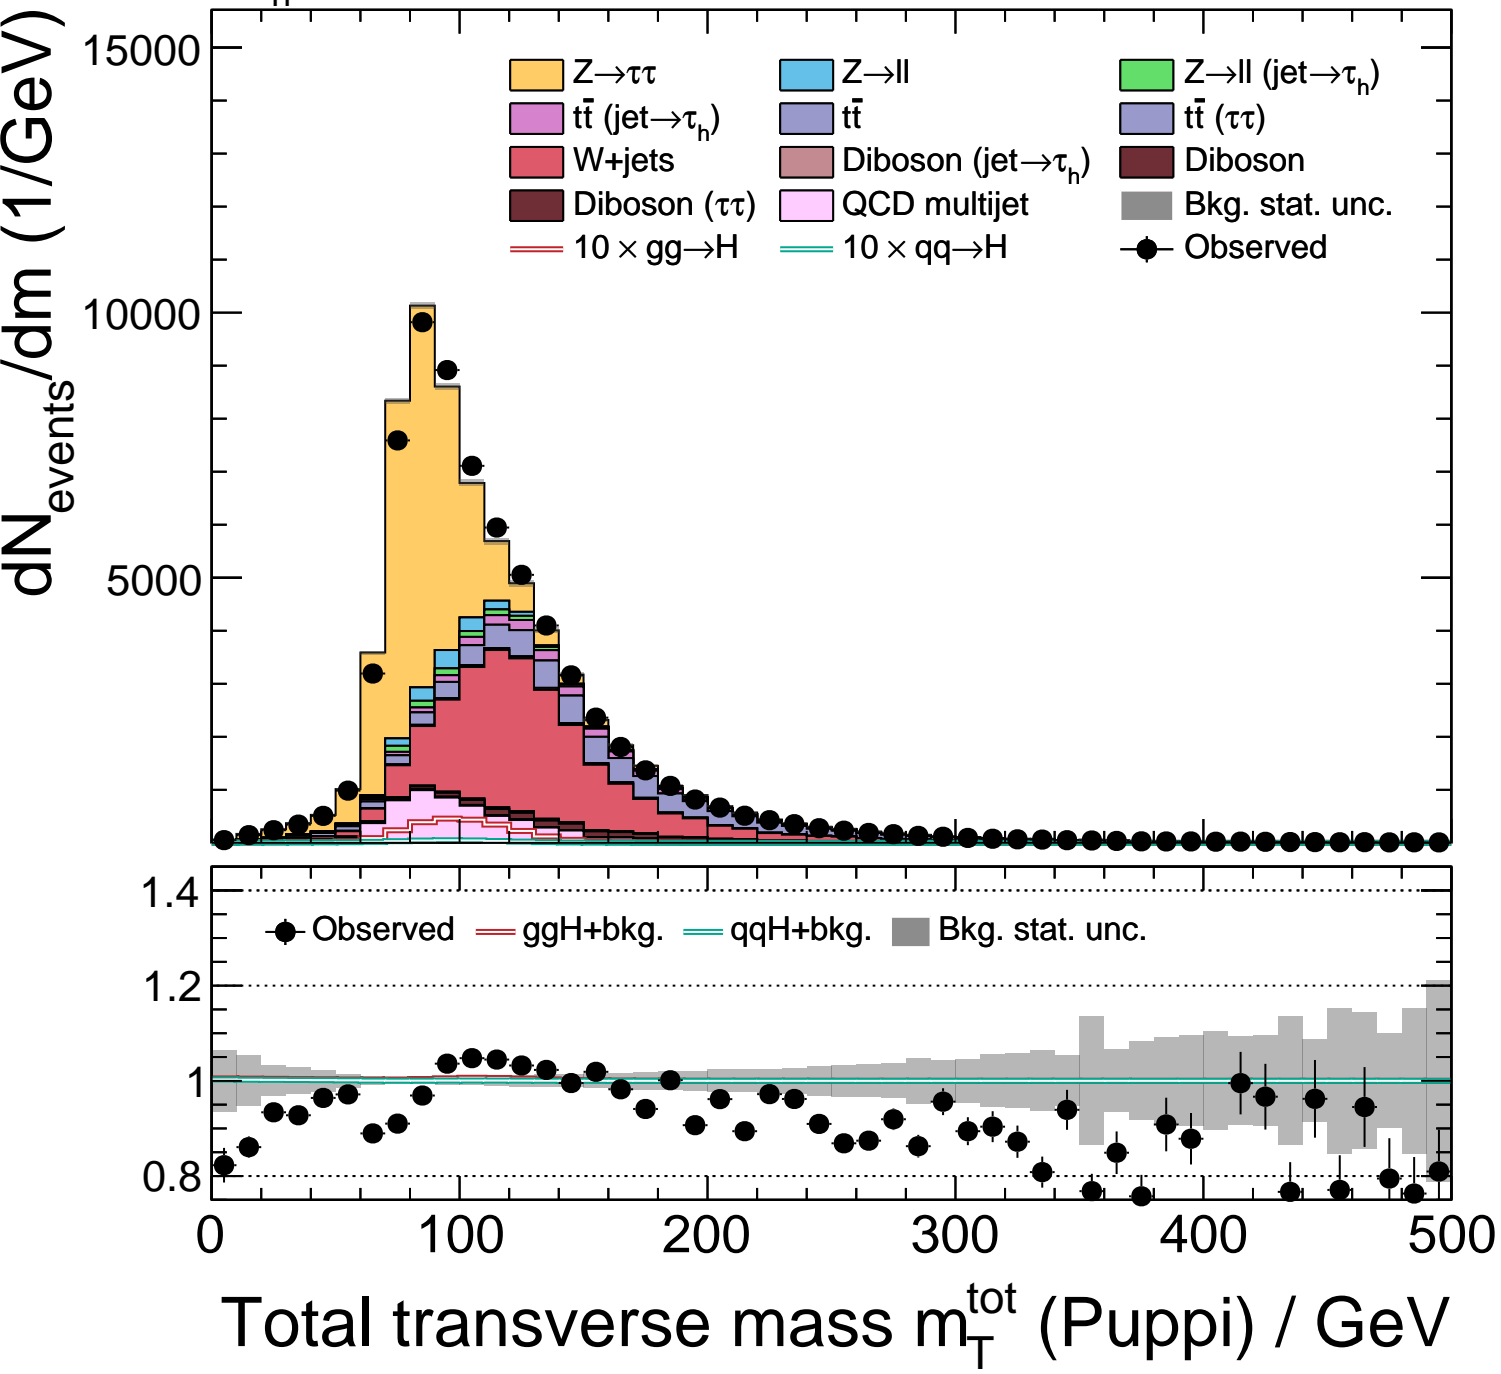 dN_events/dm (1/GeV)
15000
10000
5000
Z→ττ Z→ll Z→ll (jet→τ_h)
tt̄ (jet→τ_h) tt̄ tt̄ (ττ)
W+jets Diboson (jet→τ_h) Diboson
Diboson (ττ) QCD multijet Bkg. stat. unc.
10 × gg→H 10 × qq→H Observed
1.4
1.2
1
0.8
Observed ggH+bkg. qqH+bkg. Bkg. stat. unc.
0 100 200 300 400 500
Total transverse mass m_T^tot (Puppi) / GeV